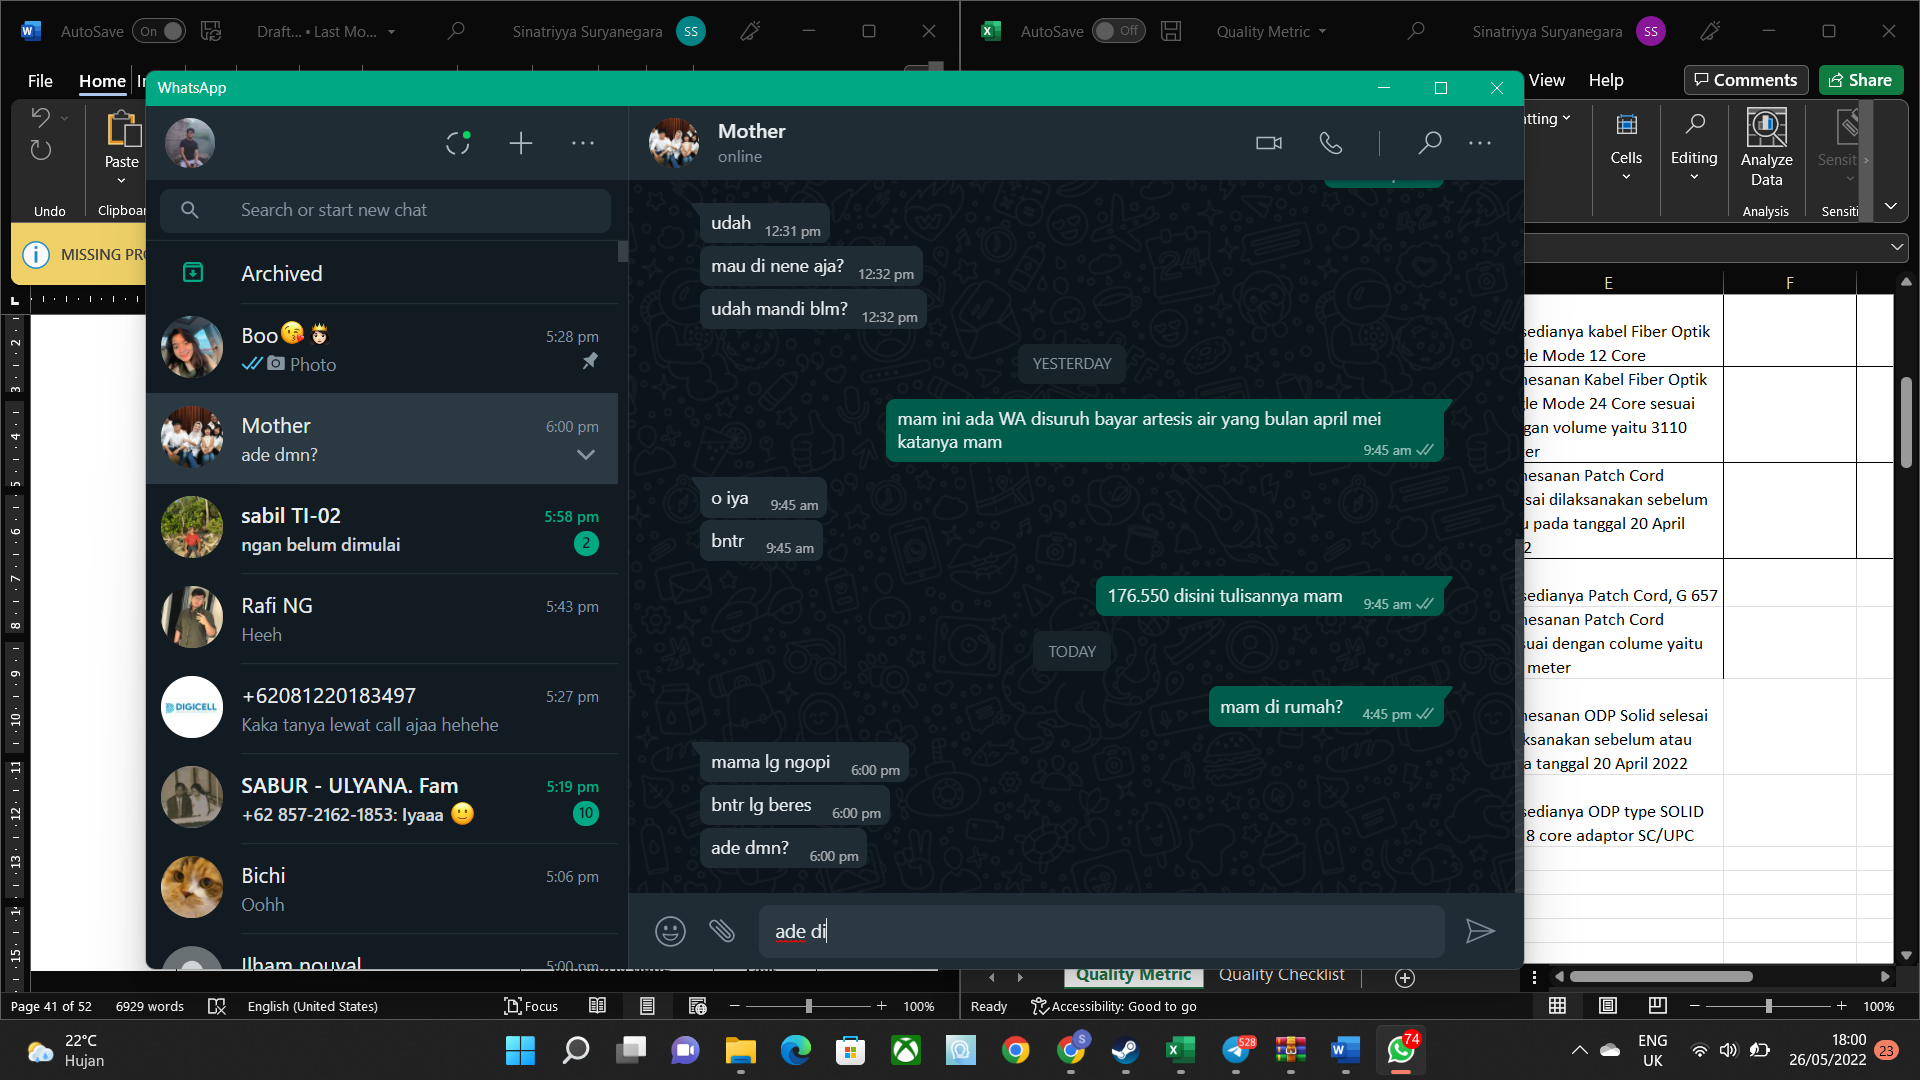 AutoSave On Draft... • Last Mo... Sinatriyya Suryanegara SS
AutoSave Off Quality Metric Sinatriyya Suryanegara SS
File Home
View Help Comments Share
WhatsApp
Paste
Undo
MISSING
Cells
Editing
Analyze
Data
Analysis
Search or start new chat
Archived
Boo😘👸🏻 5:28 pm
Photo
Mother 6:00 pm
ade dmn?
sabil TI-02 5:58 pm
ngan belum dimulai 2
Rafi NG 5:43 pm
Heeh
DIGICELL
+62081220183497 5:27 pm
Kaka tanya lewat call ajaa hehehe
SABUR - ULYANA. Fam 5:19 pm
+62 857-2162-1853: Iyaaa 🙂 10
Bichi 5:06 pm
Oohh
Ilham nouval 5:00 pm
Mother
online
udah 12:31 pm
mau di nene aja? 12:32 pm
udah mandi blm? 12:32 pm
YESTERDAY
mam ini ada WA disuruh bayar artesis air yang bulan april mei
katanya mam 9:45 am
o iya 9:45 am
bntr 9:45 am
176.550 disini tulisannya mam 9:45 am
TODAY
mam di rumah? 4:45 pm
mama lg ngopi 6:00 pm
bntr lg beres 6:00 pm
ade dmn? 6:00 pm
ade di
E F
sedianya kabel Fiber Optik
le Mode 12 Core
nesanan Kabel Fiber Optik
le Mode 24 Core sesuai
gan volume yaitu 3110
er
nesanan Patch Cord
sai dilaksanakan sebelum
u pada tanggal 20 April
2
sedianya Patch Cord, G 657
nesanan Patch Cord
uai dengan colume yaitu
meter
nesanan ODP Solid selesai
ksanakan sebelum atau
a tanggal 20 April 2022
sedianya ODP type SOLID
8 core adaptor SC/UPC
Quality Metric Quality Checklist
Page 41 of 52 6929 words English (United States) Focus 100%
Ready Accessibility: Good to go 100%
22°C
Hujan
528
74
ENG
UK
18:00
26/05/2022
23